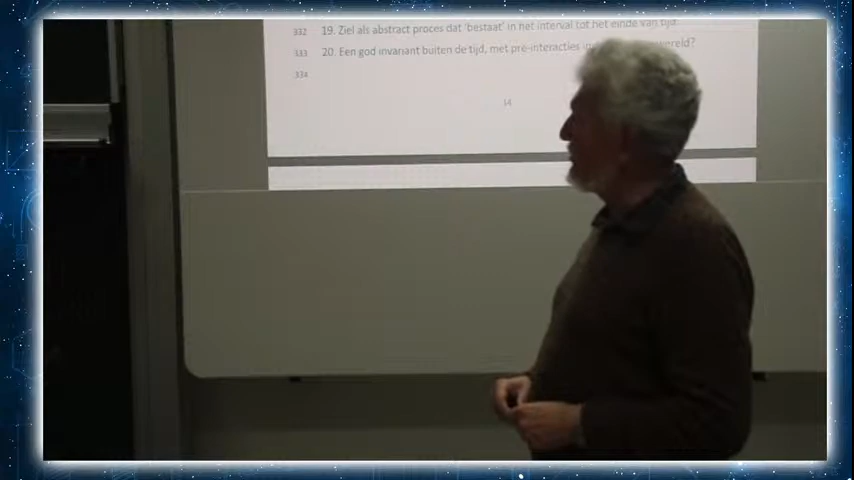 332 19. Ziel als abstract proces dat 'bestaat' in het interval tot het einde van tijd
333 20. Een god invariant buiten de tijd, met pre-interacties wereld?
334
14